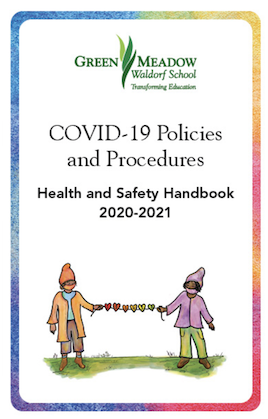 GREEN MEADOW
Waldorf School
Transforming Education
COVID-19 Policies
and Procedures
Health and Safety Handbook
2020-2021